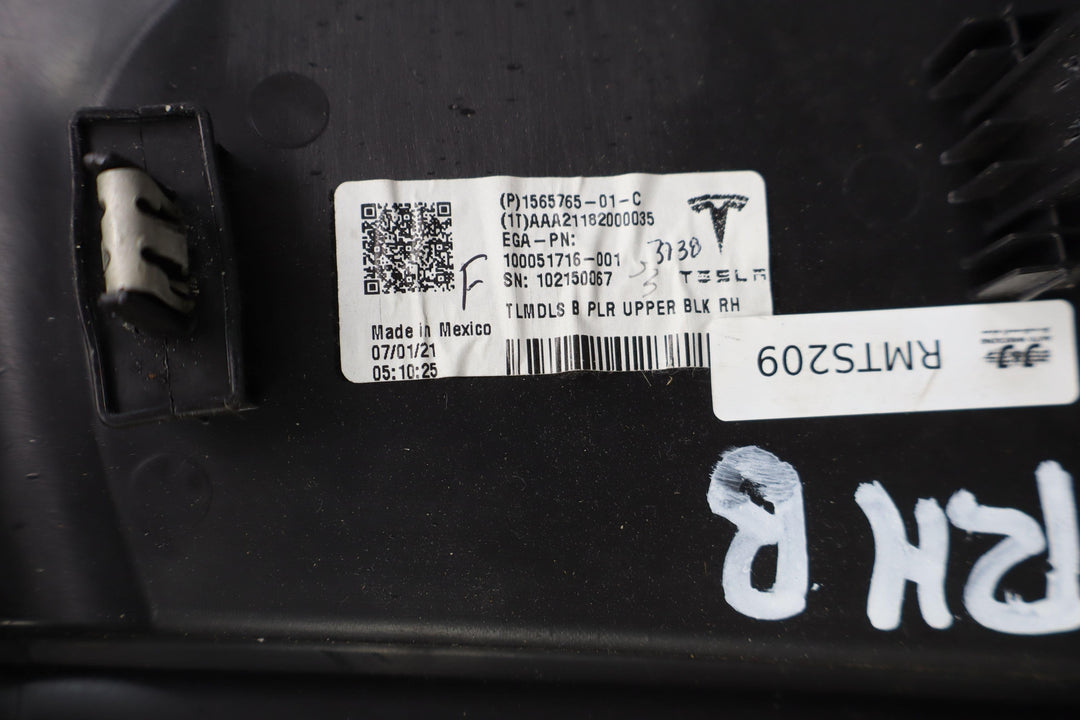 (P)1565765-01-C
(1T)AAA21182000035
EGA-PN:
100051716-001
SN: 102150067
TLMDLS B PLR UPPER BLK RH
TESLA
3738
F
Made in Mexico
07/01/21
05:10:25
RMTS209
RH B